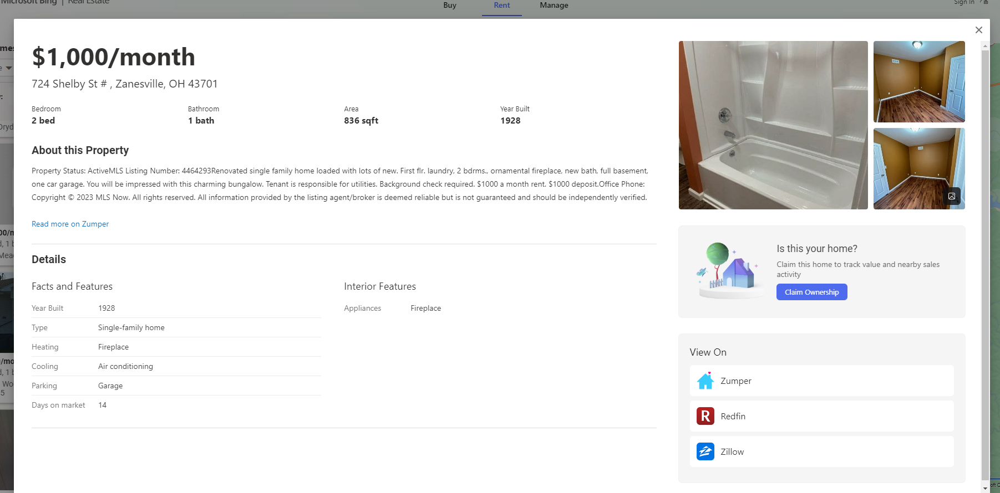 Microsoft Bing | Real Estate
Buy
Rent
Manage
Sign In
$1,000/month
724 Shelby St # , Zanesville, OH 43701
Bedroom
2 bed
Bathroom
1 bath
Area
836 sqft
Year Built
1928
About this Property
Property Status: ActiveMLS Listing Number: 4464293Renovated single family home loaded with lots of new. First flr. laundry, 2 bdrms., ornamental fireplace, new bath, full basement,
one car garage. You will be impressed with this charming bungalow. Tenant is responsible for utilities. Background check required. $1000 a month rent. $1000 deposit.Office Phone:
Copyright © 2023 MLS Now. All rights reserved. All information provided by the listing agent/broker is deemed reliable but is not guaranteed and should be independently verified.
Read more on Zumper
Details
Facts and Features
Year Built 1928
Type Single-family home
Heating Fireplace
Cooling Air conditioning
Parking Garage
Days on market 14
Interior Features
Appliances Fireplace
Is this your home?
Claim this home to track value and nearby sales
activity
Claim Ownership
View On
Zumper
R Redfin
Zillow